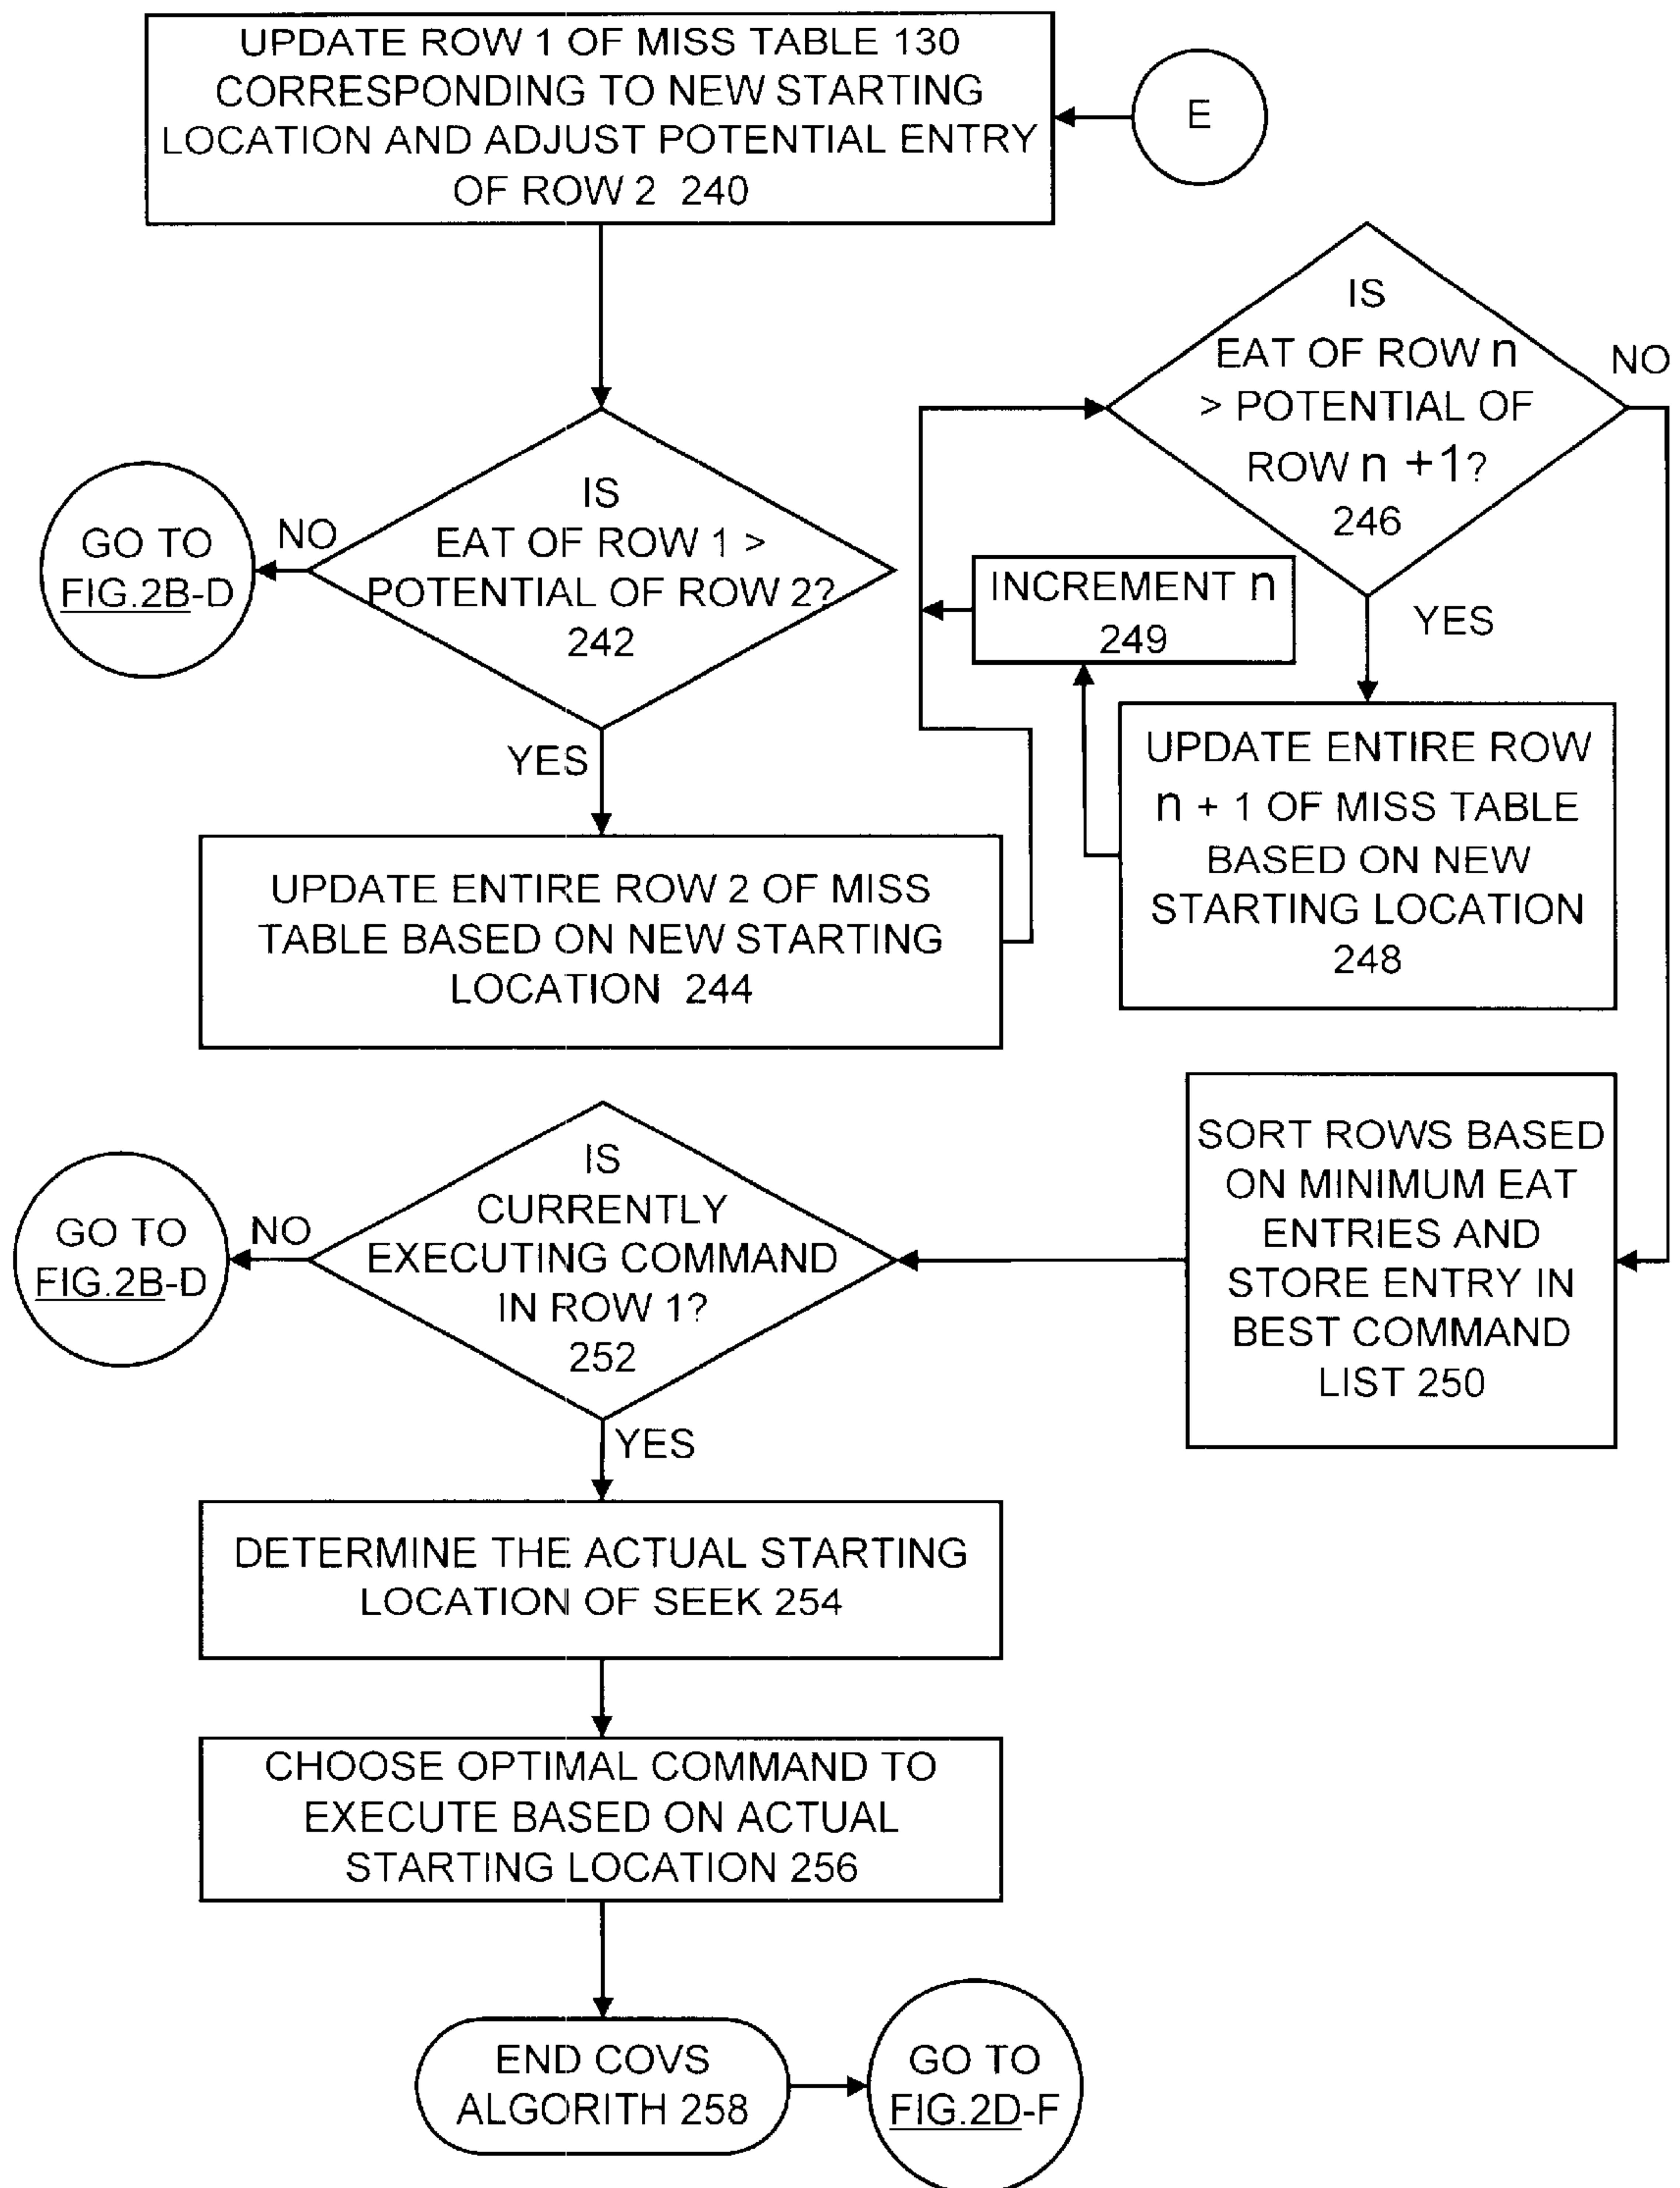 UPDATE ROW 1 OF MISS TABLE 130
CORRESPONDING TO NEW STARTING
LOCATION AND ADJUST POTENTIAL ENTRY
OF ROW 2 240
E
IS
EAT OF ROW 1 >
POTENTIAL OF ROW 2?
242
NO
GO TO
FIG.2B-D
YES
UPDATE ENTIRE ROW 2 OF MISS
TABLE BASED ON NEW STARTING
LOCATION 244
IS
EAT OF ROW n
> POTENTIAL OF
ROW n +1?
246
NO
YES
INCREMENT n
249
UPDATE ENTIRE ROW
n + 1 OF MISS TABLE
BASED ON NEW
STARTING LOCATION
248
SORT ROWS BASED
ON MINIMUM EAT
ENTRIES AND
STORE ENTRY IN
BEST COMMAND
LIST 250
IS
CURRENTLY
EXECUTING COMMAND
IN ROW 1?
252
NO
GO TO
FIG.2B-D
YES
DETERMINE THE ACTUAL STARTING
LOCATION OF SEEK 254
CHOOSE OPTIMAL COMMAND TO
EXECUTE BASED ON ACTUAL
STARTING LOCATION 256
END COVS
ALGORITH 258
GO TO
FIG.2D-F